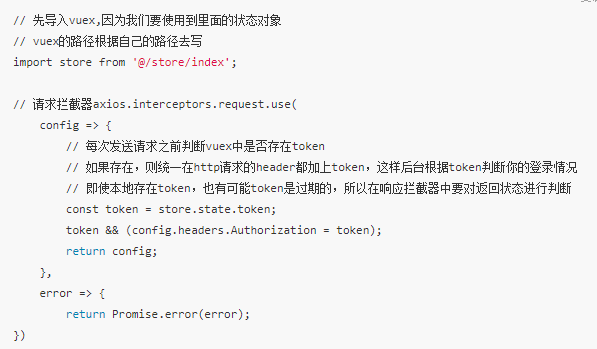 // 先导入vuex,因为我们要使用到里面的状态对象
// vuex的路径根据自己的路径去写
import store from '@/store/index';
// 请求拦截器axios.interceptors.request.use(
config => {
// 每次发送请求之前判断vuex中是否存在token
// 如果存在，则统一在http请求的header都加上token，这样后台根据token判断你的登录情况
// 即使本地存在token，也有可能token是过期的，所以在响应拦截器中要对返回状态进行判断
const token = store.state.token;
token && (config.headers.Authorization = token);
return config;
},
error => {
return Promise.error(error);
})